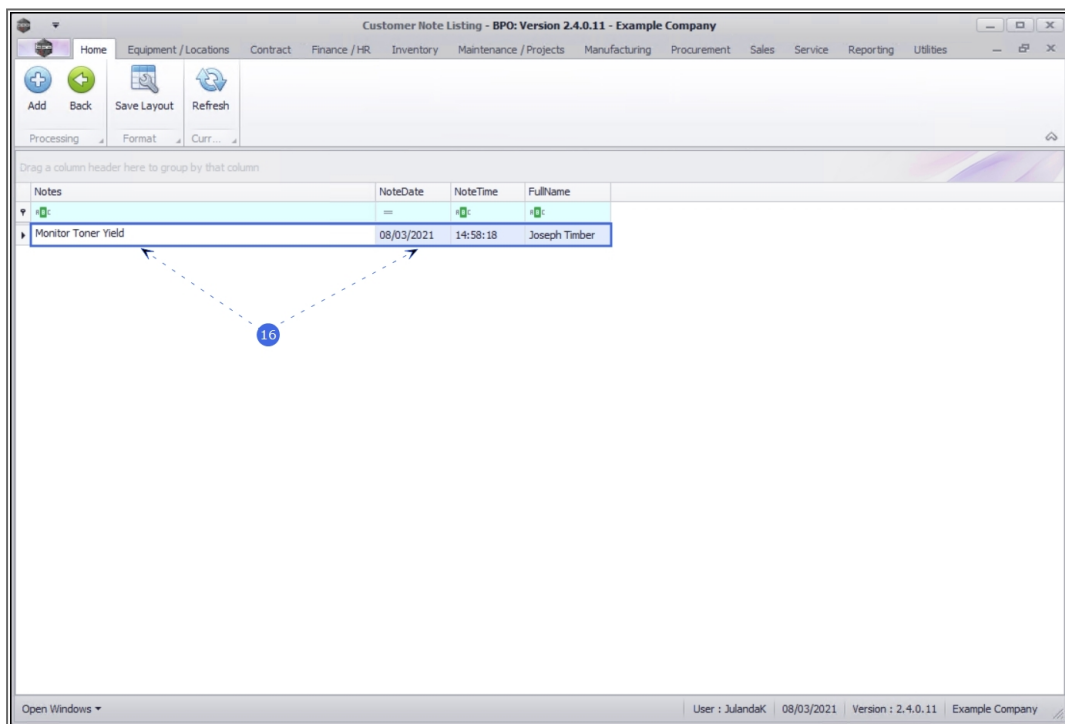 Customer Note Listing - BPO: Version 2.4.0.11 - Example Company
Home Equipment / Locations Contract Finance / HR Inventory Maintenance / Projects Manufacturing Procurement Sales Service Reporting Utilities
Add Back Save Layout Refresh
Processing Format Curr...
Drag a column header here to group by that column
Notes NoteDate NoteTime FullName
Monitor Toner Yield 08/03/2021 14:58:18 Joseph Timber
16
Open Windows User : JulandaK 08/03/2021 Version : 2.4.0.11 Example Company